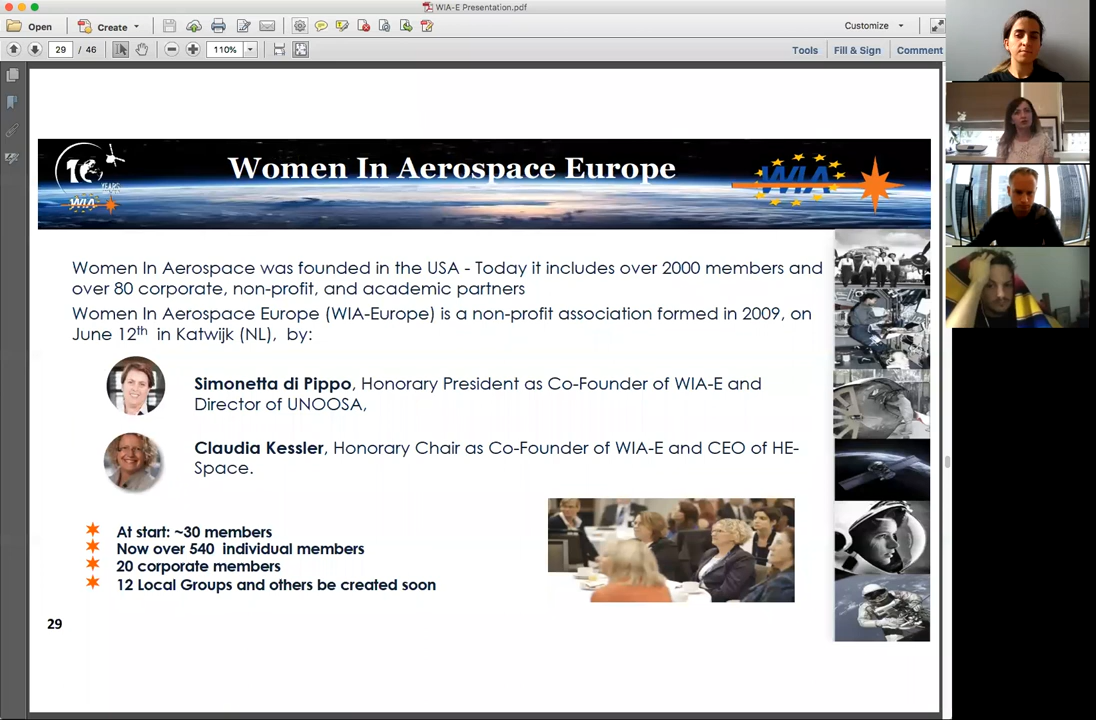 WIA-E Presentation.pdf
Open
Create
Customize
29 / 46
110%
Tools
Fill & Sign
Comment
10
YEARS
WIA
Women In Aerospace Europe
WIA
Women In Aerospace was founded in the USA - Today it includes over 2000 members and
over 80 corporate, non-profit, and academic partners
Women In Aerospace Europe (WIA-Europe) is a non-profit association formed in 2009, on
June 12th in Katwijk (NL), by:
Simonetta di Pippo, Honorary President as Co-Founder of WIA-E and
Director of UNOOSA,
Claudia Kessler, Honorary Chair as Co-Founder of WIA-E and CEO of HE-
Space.
At start: ~30 members
Now over 540 individual members
20 corporate members
12 Local Groups and others be created soon
29